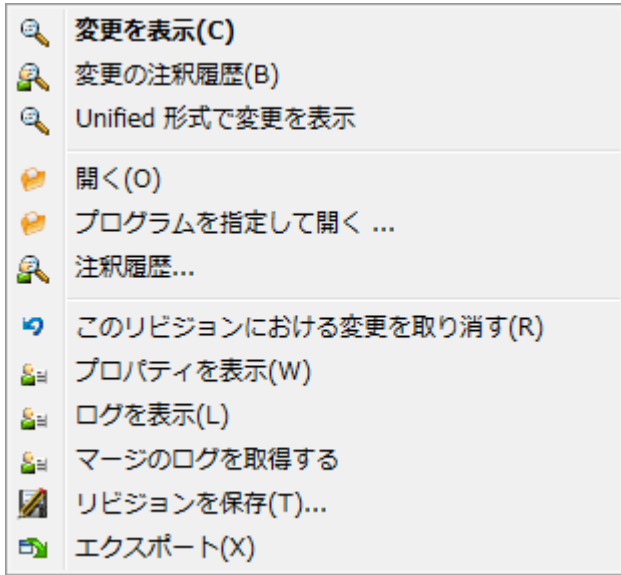 変更を表示(C)
変更の注釈履歴(B)
Unified 形式で変更を表示
開く(O)
プログラムを指定して開く ...
注釈履歴...
このリビジョンにおける変更を取り消す(R)
プロパティを表示(W)
ログを表示(L)
マージのログを取得する
リビジョンを保存(T)...
エクスポート(X)